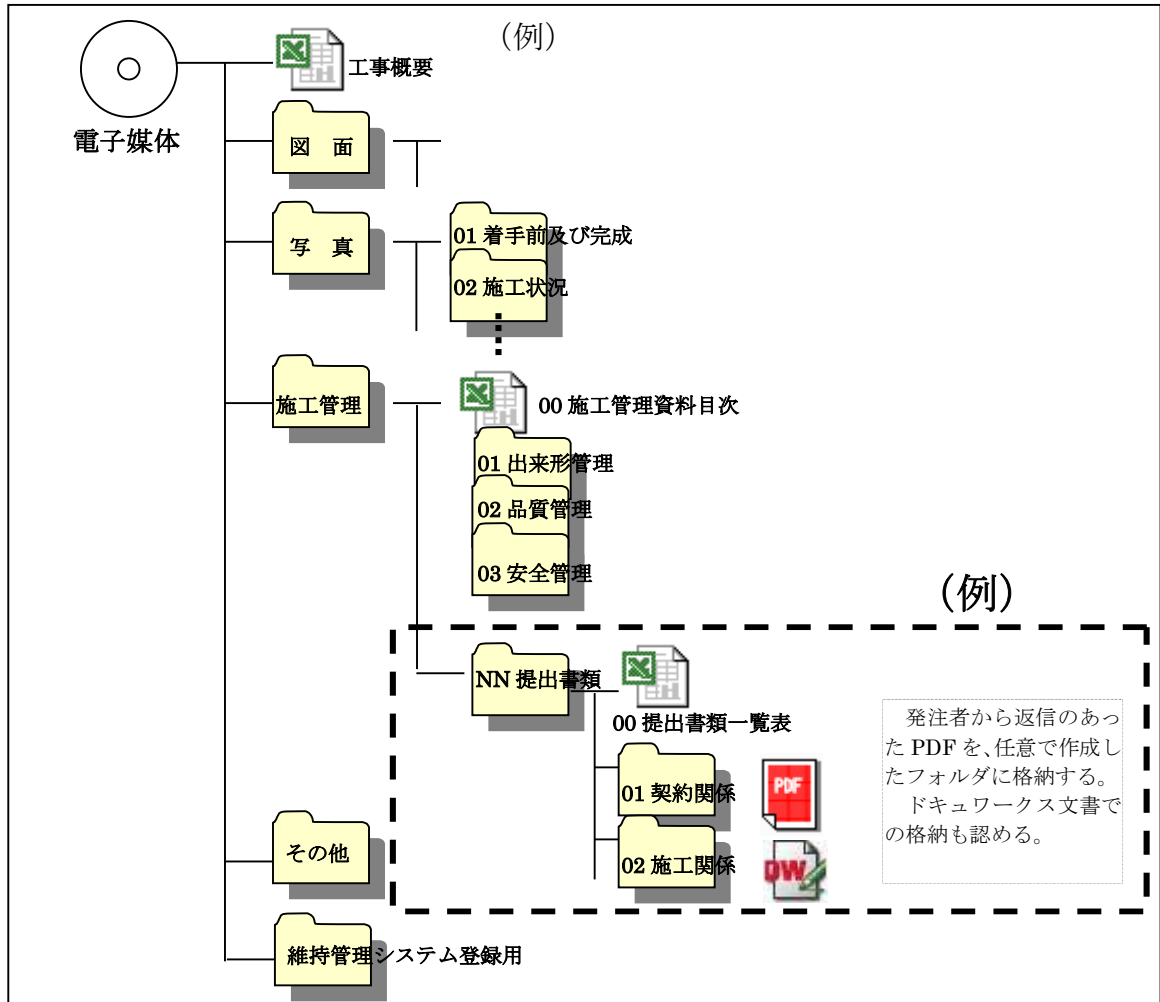 （例）
工事概要
電子媒体
図　面
写　真
01 着手前及び完成
02 施工状況
施工管理
00 施工管理資料目次
01 出来形管理
02 品質管理
03 安全管理
（例）
NN 提出書類
00 提出書類一覧表
　発注者から返信のあっ
た PDF を、任意で作成し
たフォルダに格納する。
　ドキュワークス文書で
の格納も認める。
01 契約関係
PDF
02 施工関係
DW
その他
維持管理システム登録用